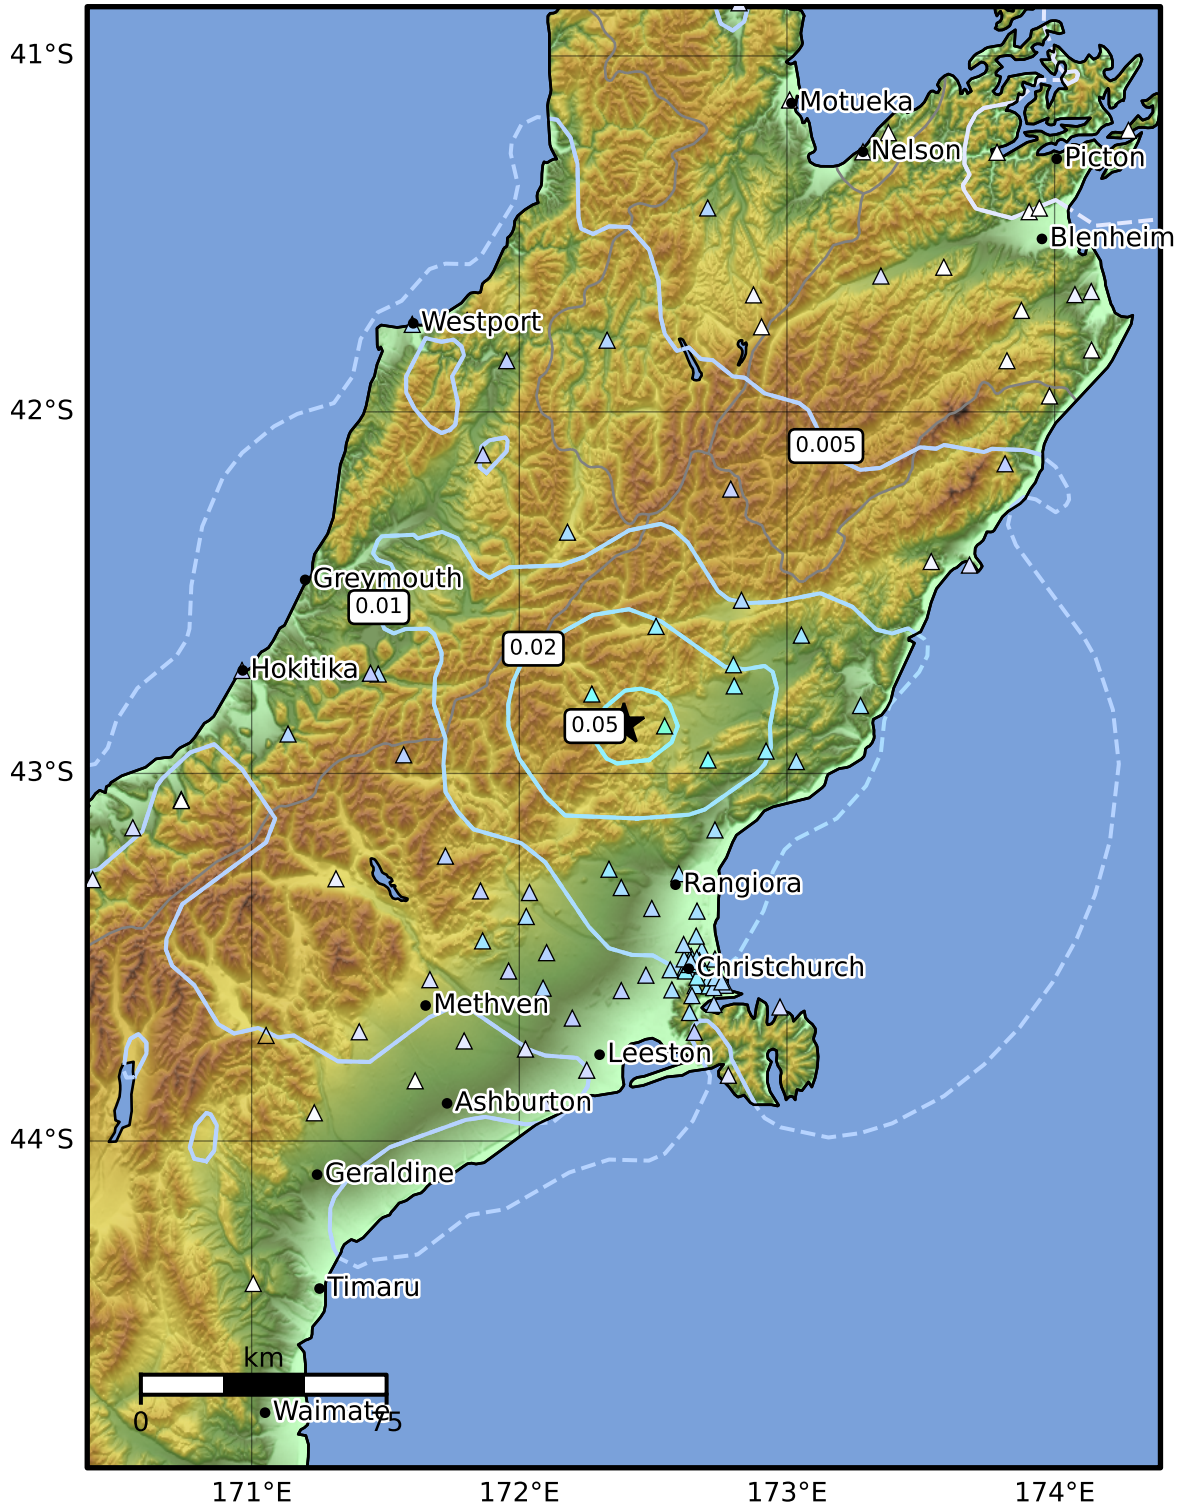 41°S
Motueka
Nelson
Picton
Blenheim
Westport
42°S
0.005
Greymouth
0.01
0.02
Hokitika
0.05
43°S
Rangiora
Christchurch
Methven
Leeston
Ashburton
44°S
Geraldine
Timaru
km
0
75
Waimate
171°E
172°E
173°E
174°E